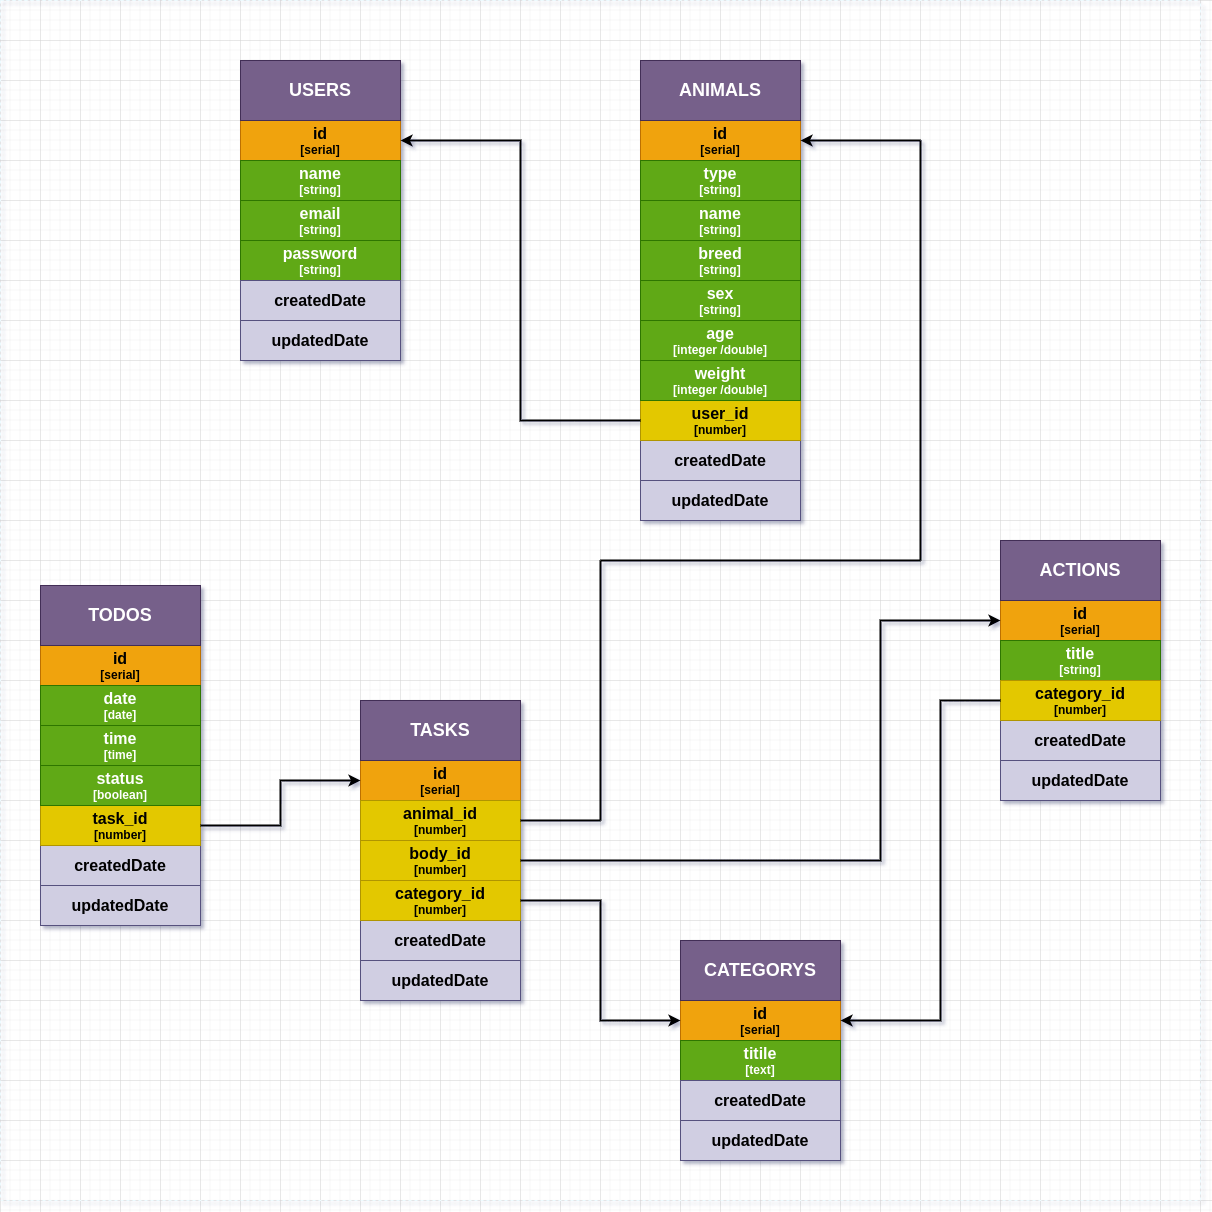 USERS
id
[serial]
name
[string]
email
[string]
password
[string]
createdDate
updatedDate
ANIMALS
id
[serial]
type
[string]
name
[string]
breed
[string]
sex
[string]
age
[integer /double]
weight
[integer /double]
user_id
[number]
createdDate
updatedDate
TODOS
id
[serial]
date
[date]
time
[time]
status
[boolean]
task_id
[number]
createdDate
updatedDate
TASKS
id
[serial]
animal_id
[number]
body_id
[number]
category_id
[number]
createdDate
updatedDate
ACTIONS
id
[serial]
title
[string]
category_id
[number]
createdDate
updatedDate
CATEGORYS
id
[serial]
titile
[text]
createdDate
updatedDate